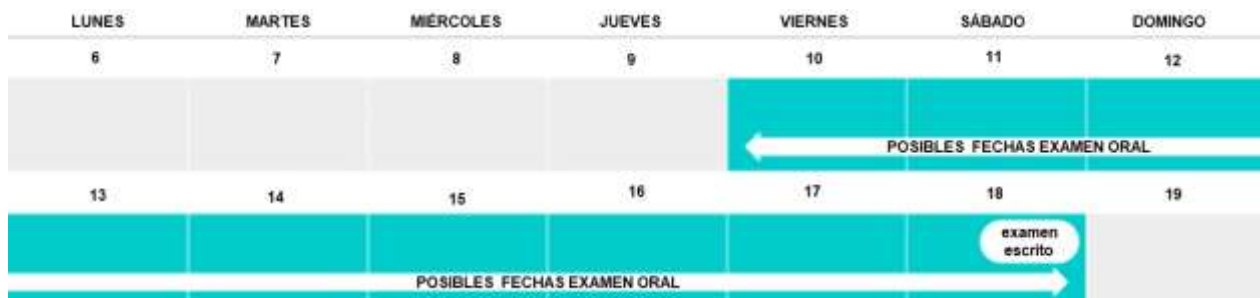 LUNES MARTES MIÉRCOLES JUEVES VIERNES SÁBADO DOMINGO
6 7 8 9 10 11 12
POSIBLES FECHAS EXAMEN ORAL
13 14 15 16 17 18 19
examen
escrito
POSIBLES FECHAS EXAMEN ORAL